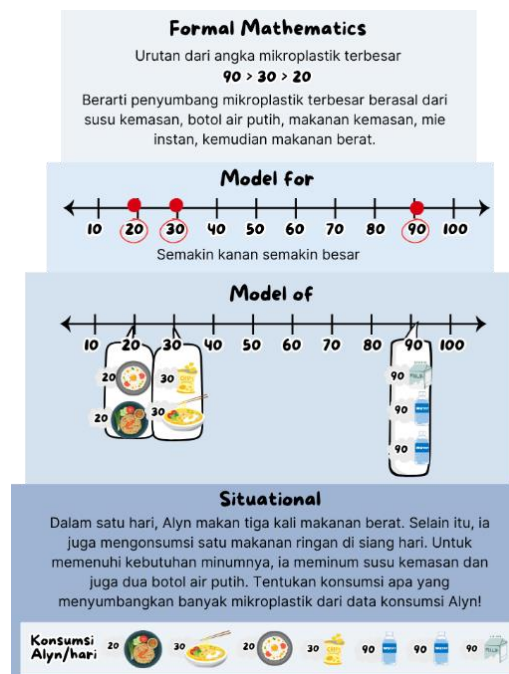 Formal Mathematics
Urutan dari angka mikroplastik terbesar
90 > 30 > 20
Berarti penyumbang mikroplastik terbesar berasal dari
susu kemasan, botol air putih, makanan kemasan, mie
instan, kemudian makanan berat.
Model for
10 20 30 40 50 60 70 80 90 100
Semakin kanan semakin besar
Model of
10 20 30 40 50 60 70 80 90 100
20 30 90
20 30 90
90
Situational
Dalam satu hari, Alyn makan tiga kali makanan berat. Selain itu, ia
juga mengonsumsi satu makanan ringan di siang hari. Untuk
memenuhi kebutuhan minumnya, ia meminum susu kemasan dan
juga dua botol air putih. Tentukan konsumsi apa yang
menyumbangkan banyak mikroplastik dari data konsumsi Alyn!
Konsumsi
Alyn/hari 20 30 20 30 90 90 90